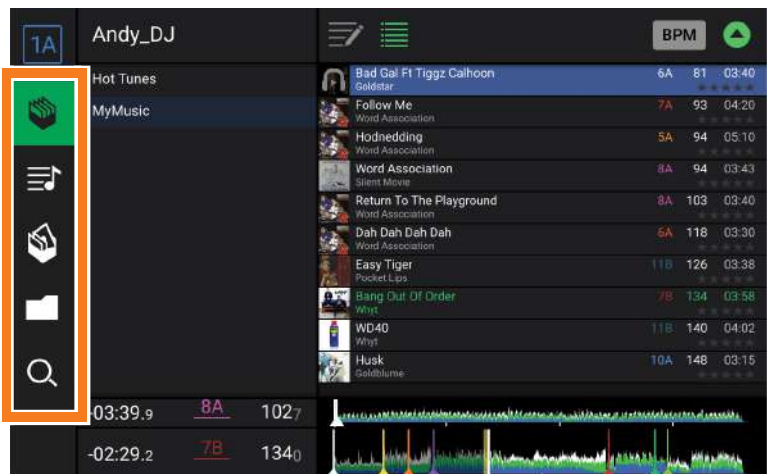 1A
Andy_DJ
BPM
Hot Tunes
MyMusic
Bad Gal Ft Tiggz Calhoon 6A 81 03:40
Goldstar
Follow Me 7A 93 04:20
Word Association
Hodnedding 5A 94 05:10
Word Association
Word Association 8A 94 03:43
Silent Movie
Return To The Playground 8A 103 03:40
Word Association
Dah Dah Dah Dah 6A 118 03:30
Word Association
Easy Tiger 11B 126 03:38
Pocket Lips
Bang Out Of Order 7B 134 03:58
Whyt
WD40 11B 140 04:02
Whyt
Husk 10A 148 03:15
Goldblume
-03:39.9 8A 1027
-02:29.2 7B 1340